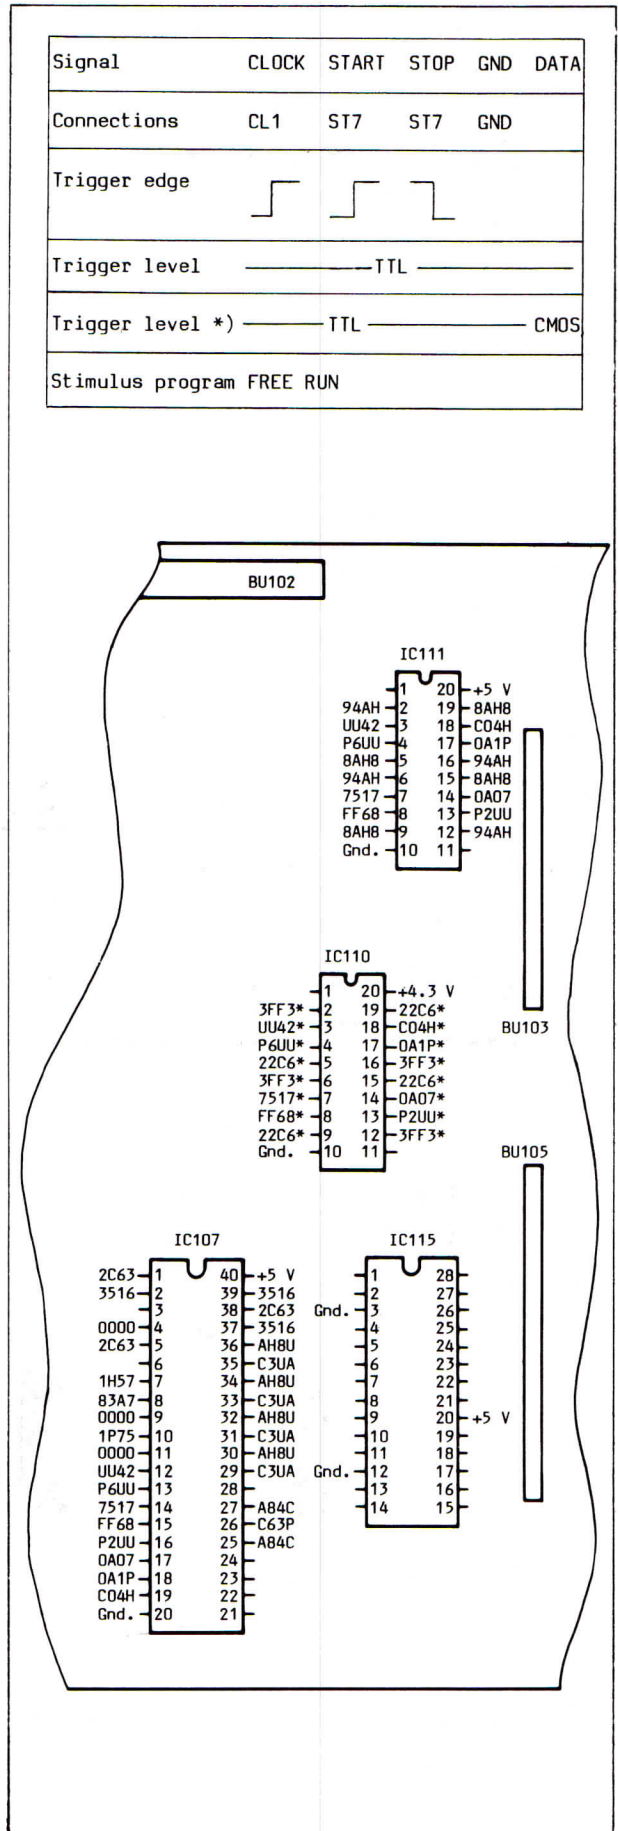 Signal CLOCK START STOP GND DATA
Connections CL1 ST7 ST7 GND
Trigger edge
Trigger level TTL
Trigger level *) TTL CMOS
Stimulus program FREE RUN
BU102
IC111
1 20 +5 V
94AH 2 19 8AH8
UU42 3 18 C04H
P6UU 4 17 0A1P
8AH8 5 16 94AH
94AH 6 15 8AH8
7517 7 14 0A07
FF68 8 13 P2UU
8AH8 9 12 94AH
Gnd. 10 11
IC110
1 20 +4.3 V
3FF3* 2 19 22C6*
UU42* 3 18 C04H*
P6UU* 4 17 0A1P*
22C6* 5 16 3FF3*
3FF3* 6 15 22C6*
7517* 7 14 0A07*
FF68* 8 13 P2UU*
22C6* 9 12 3FF3*
Gnd. 10 11
BU103
BU105
IC107
2C63 1 40 +5 V
3516 2 39 3516
3 38 2C63
0000 4 37 3516
2C63 5 36 AH8U
6 35 C3UA
1H57 7 34 AH8U
83A7 8 33 C3UA
0000 9 32 AH8U
1P75 10 31 C3UA
0000 11 30 AH8U
UU42 12 29 C3UA
P6UU 13 28
7517 14 27 A84C
FF68 15 26 C63P
P2UU 16 25 A84C
0A07 17 24
0A1P 18 23
C04H 19 22
Gnd. 20 21
IC115
1 28
2 27
Gnd. 3 26
4 25
5 24
6 23
7 22
8 21
9 20 +5 V
10 19
11 18
Gnd. 12 17
13 16
14 15